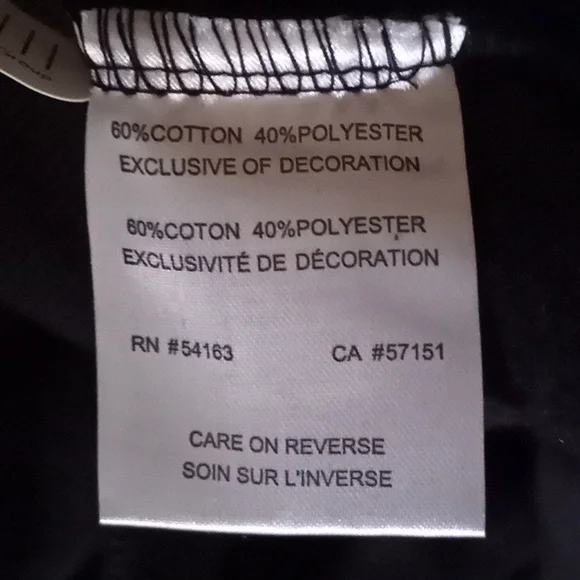 60%COTTON 40%POLYESTER
EXCLUSIVE OF DECORATION
60%COTON 40%POLYESTER
EXCLUSIVITÉ DE DÉCORATION
RN #54163 CA #57151
CARE ON REVERSE
SOIN SUR L'INVERSE